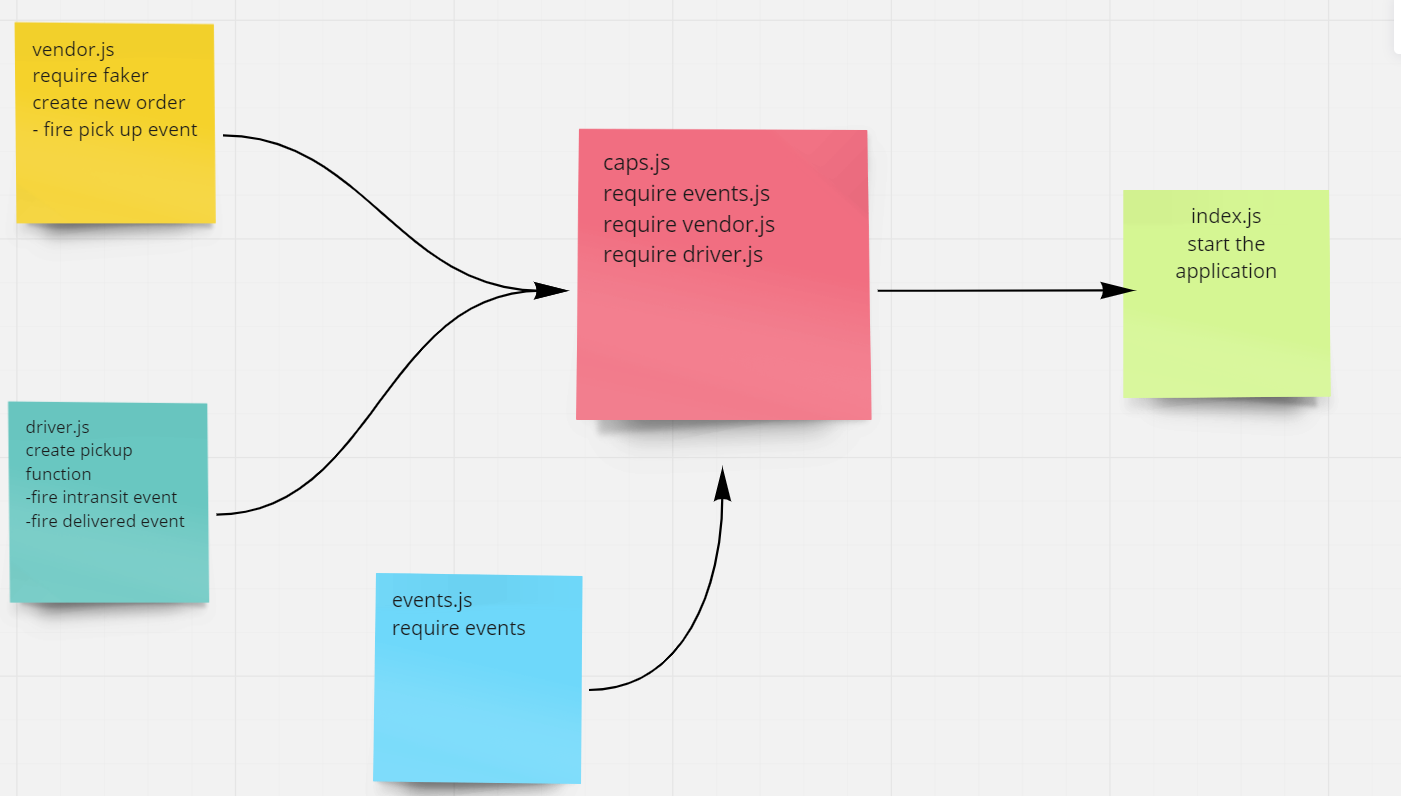 vendor.js
require faker
create new order
- fire pick up event
driver.js
create pickup
function
-fire intransit event
-fire delivered event
caps.js
require events.js
require vendor.js
require driver.js
events.js
require events
index.js
start the
application